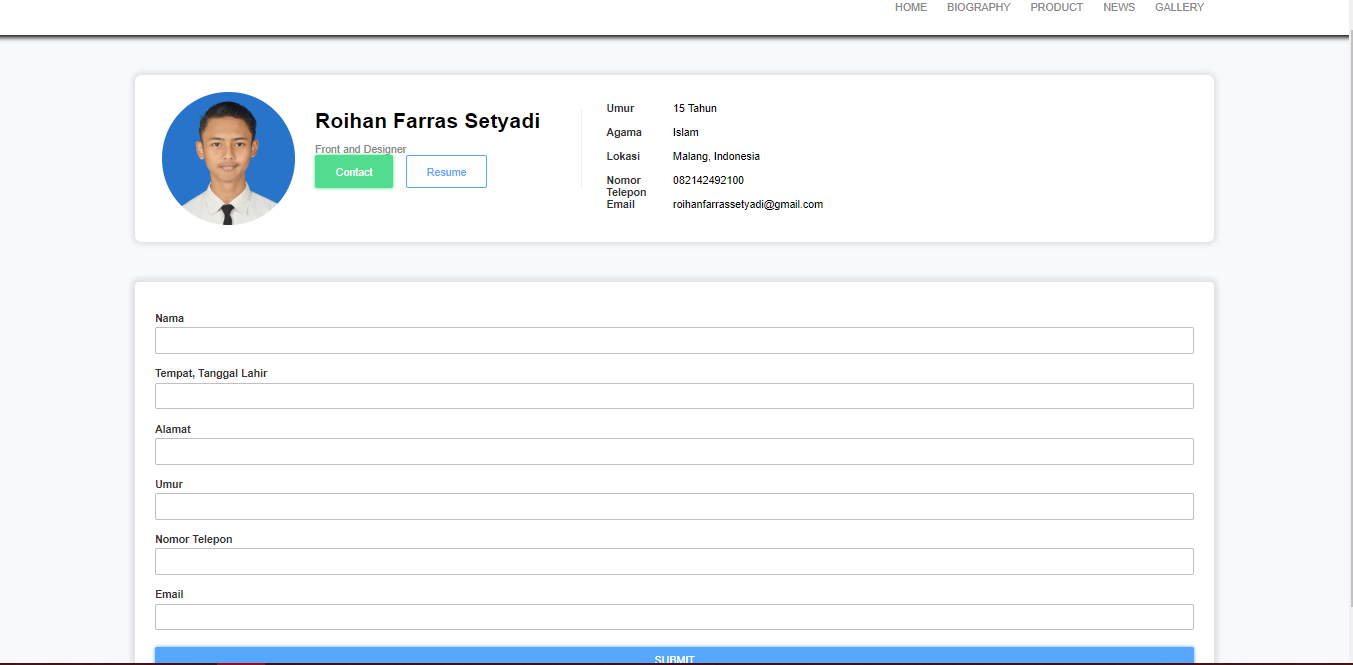 HOME BIOGRAPHY PRODUCT NEWS GALLERY
Roihan Farras Setyadi
Front and Designer
Contact Resume
Umur 15 Tahun
Agama Islam
Lokasi Malang, Indonesia
Nomor Telepon 082142492100
Email roihanfarrassetyadi@gmail.com
Nama
Tempat, Tanggal Lahir
Alamat
Umur
Nomor Telepon
Email
SUBMIT